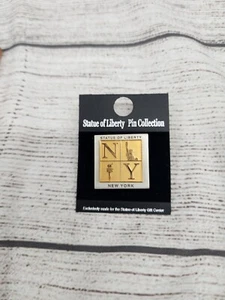 Statue of Liberty Pin Collection
STATUE OF LIBERTY
N
Y
NEW YORK
Exclusively made for the Statue of Liberty Gift Center